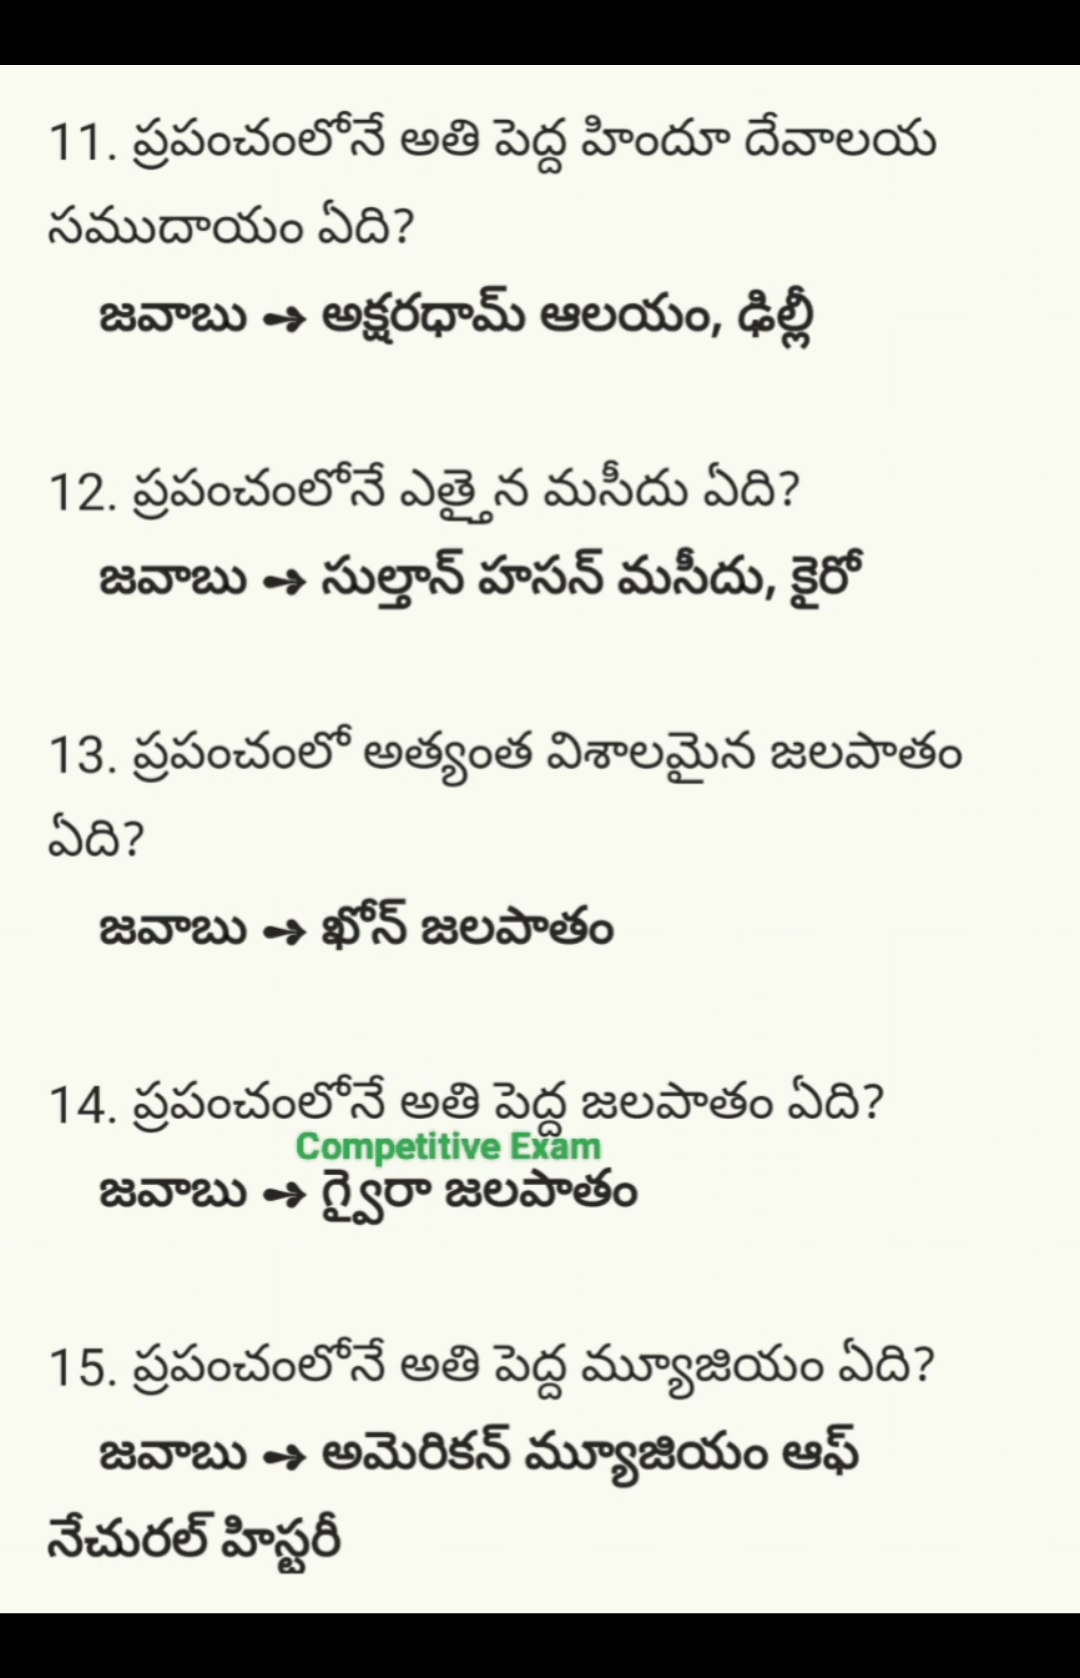 11. ప్రపంచంలోనే అతి పెద్ద హిందూ దేవాలయ
సముదాయం ఏది?
జవాబు → అక్షరధామ్ ఆలయం, ఢిల్లీ
12. ప్రపంచంలోనే ఎత్తైన మసీదు ఏది?
జవాబు → సుల్తాన్ హసన్ మసీదు, కైరో
13. ప్రపంచంలో అత్యంత విశాలమైన జలపాతం
ఏది?
జవాబు → ఖోన్ జలపాతం
14. ప్రపంచంలోనే అతి పెద్ద జలపాతం ఏది?
Competitive Exam
జవాబు → గ్వైరా జలపాతం
15. ప్రపంచంలోనే అతి పెద్ద మ్యూజియం ఏది?
జవాబు → అమెరికన్ మ్యూజియం ఆఫ్
నేచురల్ హిస్టరీ